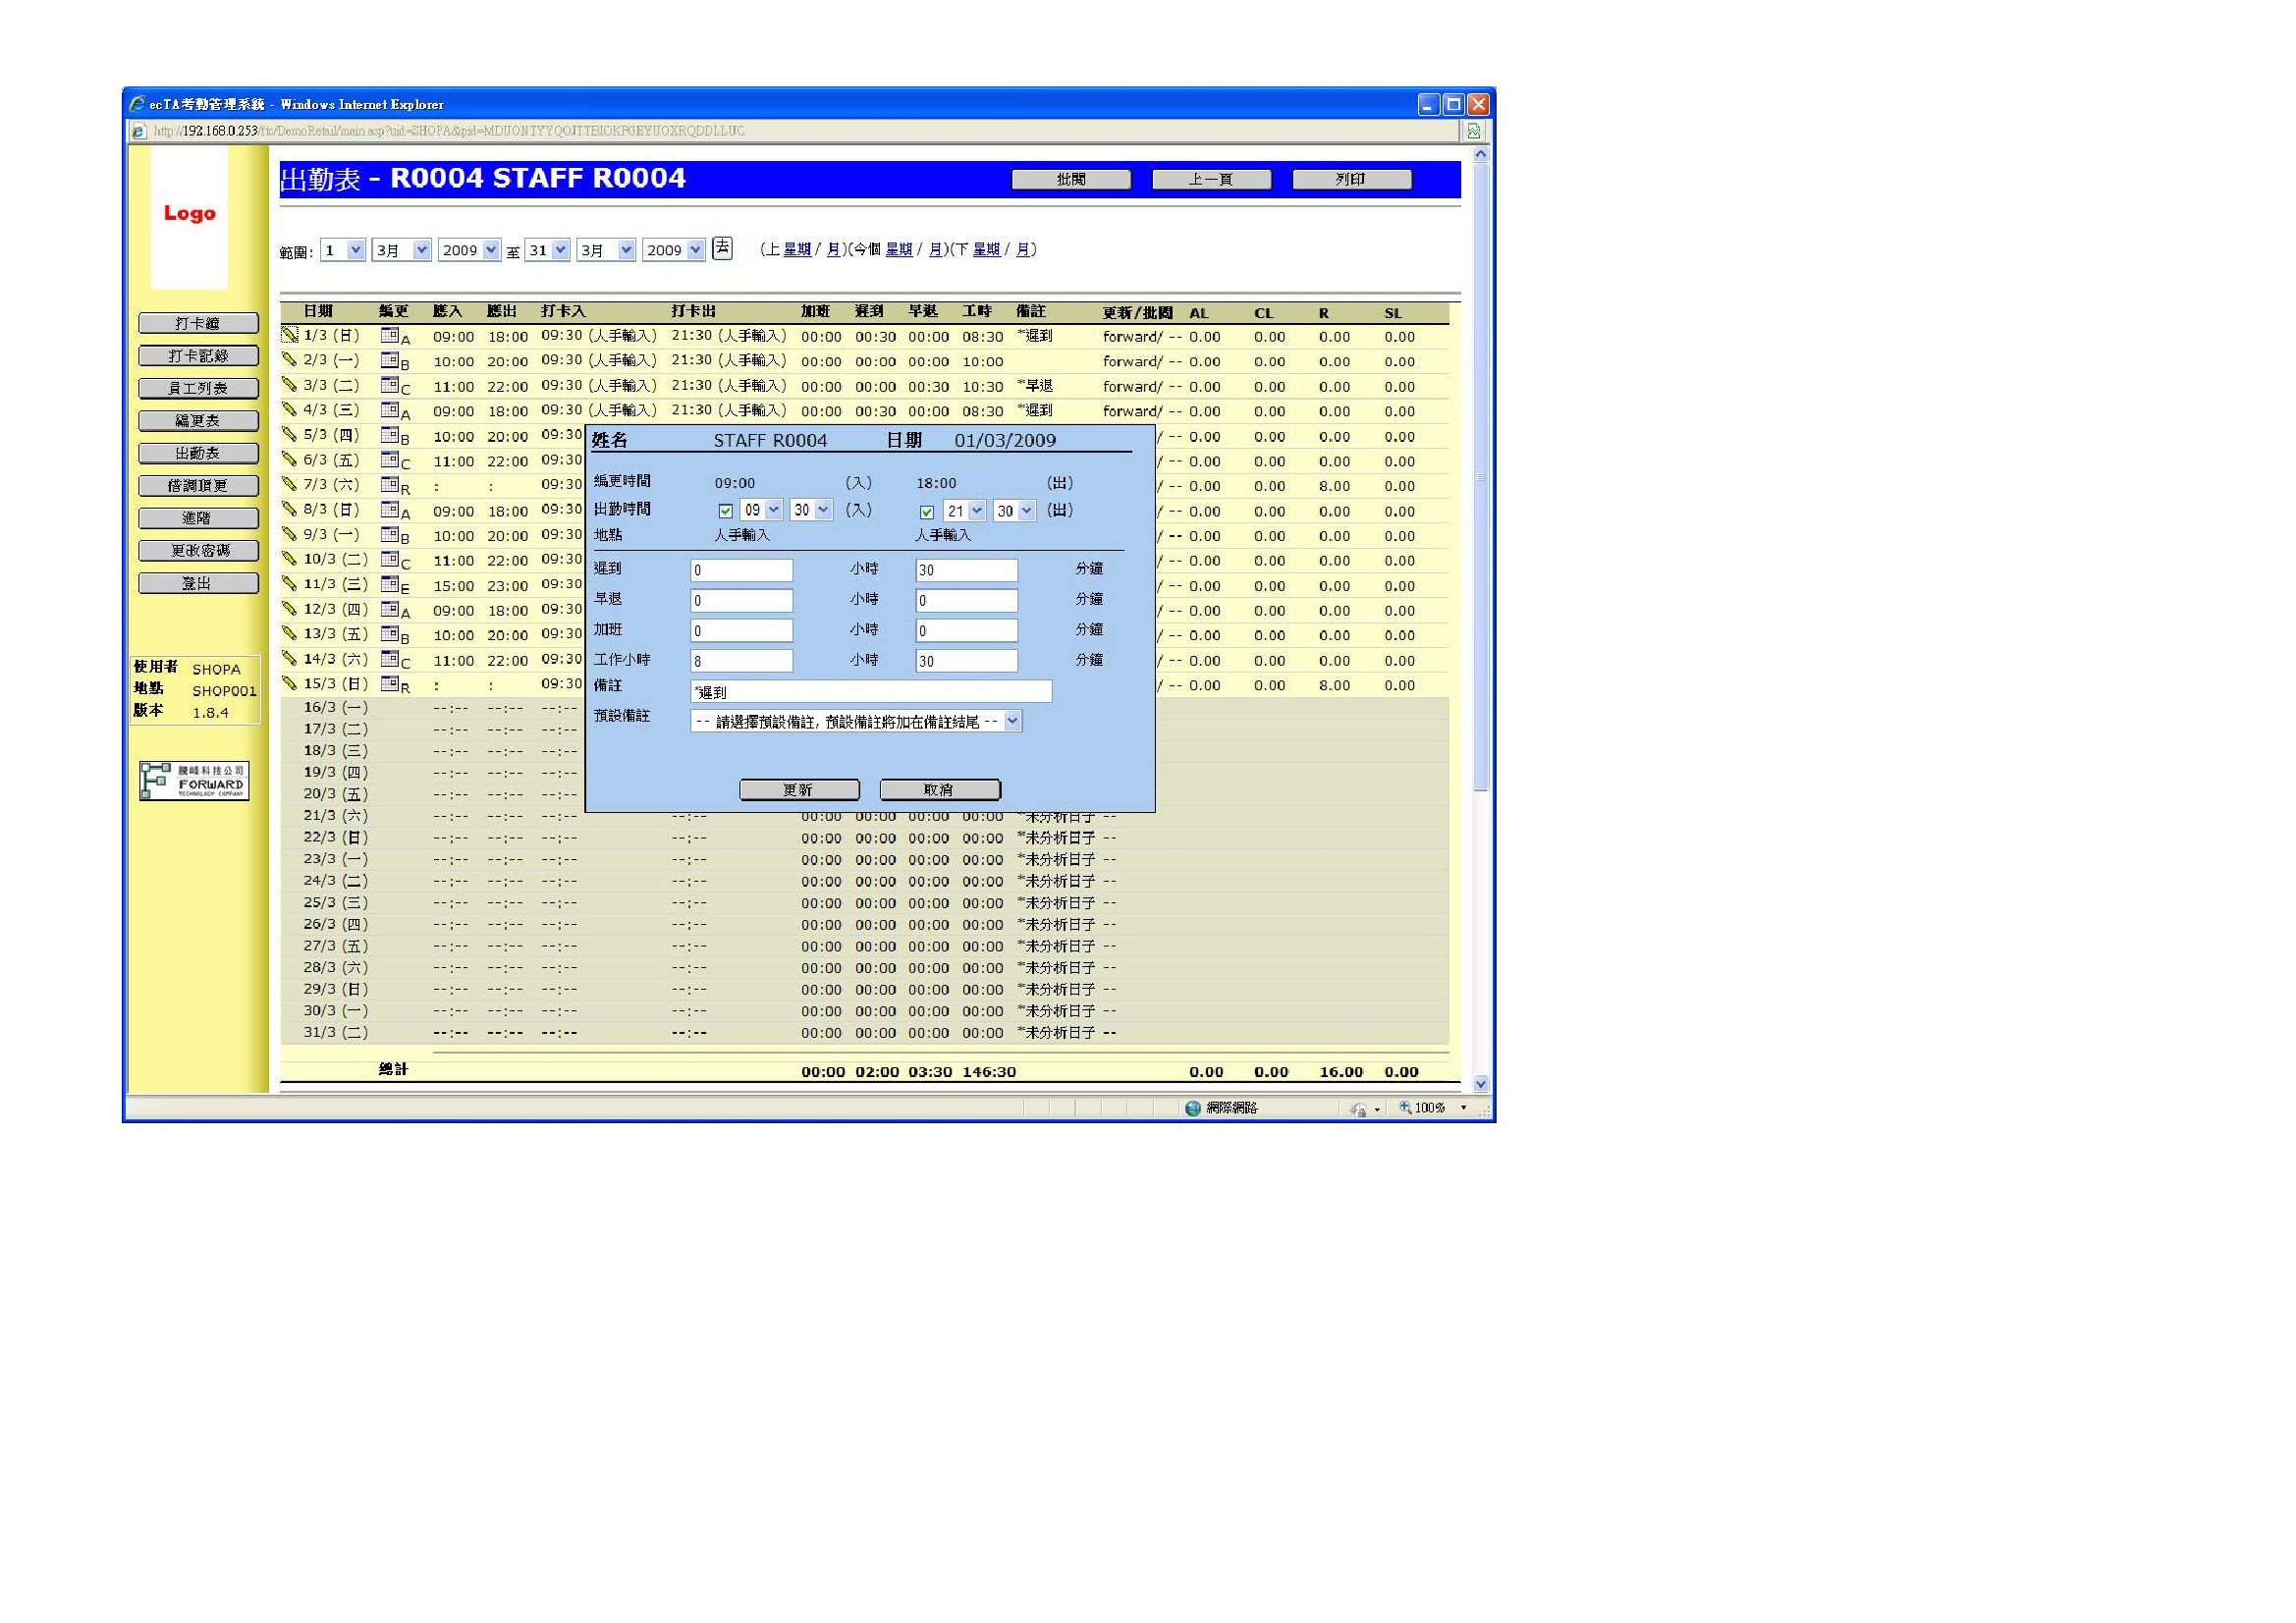 ecTA考勤管理系統 - Windows Internet Explorer
http://192.168.0.253/ftc/DemoRetail/main.asp?uid=SHOPA&pid=MDUONTYYQOJTTBIOKPGEYUOXRQDDLLUC
Logo
出勤表 - R0004 STAFF R0004 批閱 上一頁 列印
範圍: 1 3月 2009 至 31 3月 2009 去 (上 星期 / 月)(今個 星期 / 月)(下 星期 / 月)
打卡鐘
打卡記錄
員工列表
編更表
出勤表
借調頂更
進階
更改密碼
登出
使用者 SHOPA
地點 SHOP001
版本 1.8.4
駿峰科技公司
FORWARD
TECHNOLOGY COMPANY
日期 編更 應入 應出 打卡入 打卡出 加班 遲到 早退 工時 備註 更新/批閱 AL CL R SL
1/3 (日) A 09:00 18:00 09:30 (人手輸入) 21:30 (人手輸入) 00:00 00:30 00:00 08:30 *遲到 forward/ -- 0.00 0.00 0.00 0.00
2/3 (一) B 10:00 20:00 09:30 (人手輸入) 21:30 (人手輸入) 00:00 00:00 00:00 10:00 forward/ -- 0.00 0.00 0.00 0.00
3/3 (二) C 11:00 22:00 09:30 (人手輸入) 21:30 (人手輸入) 00:00 00:00 00:30 10:30 *早退 forward/ -- 0.00 0.00 0.00 0.00
4/3 (三) A 09:00 18:00 09:30 (人手輸入) 21:30 (人手輸入) 00:00 00:30 00:00 08:30 *遲到 forward/ -- 0.00 0.00 0.00 0.00
5/3 (四) B 10:00 20:00 09:30 / -- 0.00 0.00 0.00 0.00
6/3 (五) C 11:00 22:00 09:30 / -- 0.00 0.00 0.00 0.00
7/3 (六) R : : 09:30 / -- 0.00 0.00 8.00 0.00
8/3 (日) A 09:00 18:00 09:30 / -- 0.00 0.00 0.00 0.00
9/3 (一) B 10:00 20:00 09:30 / -- 0.00 0.00 0.00 0.00
10/3 (二) C 11:00 22:00 09:30 / -- 0.00 0.00 0.00 0.00
11/3 (三) E 15:00 23:00 09:30 / -- 0.00 0.00 0.00 0.00
12/3 (四) A 09:00 18:00 09:30 / -- 0.00 0.00 0.00 0.00
13/3 (五) B 10:00 20:00 09:30 / -- 0.00 0.00 0.00 0.00
14/3 (六) C 11:00 22:00 09:30 / -- 0.00 0.00 0.00 0.00
15/3 (日) R : : 09:30 / -- 0.00 0.00 8.00 0.00
16/3 (一) --:-- --:-- --:--
17/3 (二) --:-- --:-- --:--
18/3 (三) --:-- --:-- --:--
19/3 (四) --:-- --:-- --:--
20/3 (五) --:-- --:-- --:--
21/3 (六) --:-- --:-- --:-- --:-- 00:00 00:00 00:00 00:00 *未分析日子 --
22/3 (日) --:-- --:-- --:-- --:-- 00:00 00:00 00:00 00:00 *未分析日子 --
23/3 (一) --:-- --:-- --:-- --:-- 00:00 00:00 00:00 00:00 *未分析日子 --
24/3 (二) --:-- --:-- --:-- --:-- 00:00 00:00 00:00 00:00 *未分析日子 --
25/3 (三) --:-- --:-- --:-- --:-- 00:00 00:00 00:00 00:00 *未分析日子 --
26/3 (四) --:-- --:-- --:-- --:-- 00:00 00:00 00:00 00:00 *未分析日子 --
27/3 (五) --:-- --:-- --:-- --:-- 00:00 00:00 00:00 00:00 *未分析日子 --
28/3 (六) --:-- --:-- --:-- --:-- 00:00 00:00 00:00 00:00 *未分析日子 --
29/3 (日) --:-- --:-- --:-- --:-- 00:00 00:00 00:00 00:00 *未分析日子 --
30/3 (一) --:-- --:-- --:-- --:-- 00:00 00:00 00:00 00:00 *未分析日子 --
31/3 (二) --:-- --:-- --:-- --:-- 00:00 00:00 00:00 00:00 *未分析日子 --
總計 00:00 02:00 03:30 146:30 0.00 0.00 16.00 0.00
姓名 STAFF R0004 日期 01/03/2009
編更時間 09:00 (入) 18:00 (出)
出勤時間 09 30 (入) 21 30 (出)
地點 人手輸入 人手輸入
遲到 0 小時 30 分鐘
早退 0 小時 0 分鐘
加班 0 小時 0 分鐘
工作小時 8 小時 30 分鐘
備註 *遲到
預設備註 -- 請選擇預設備註, 預設備註將加在備註結尾 --
更新 取消
網際網路 100%